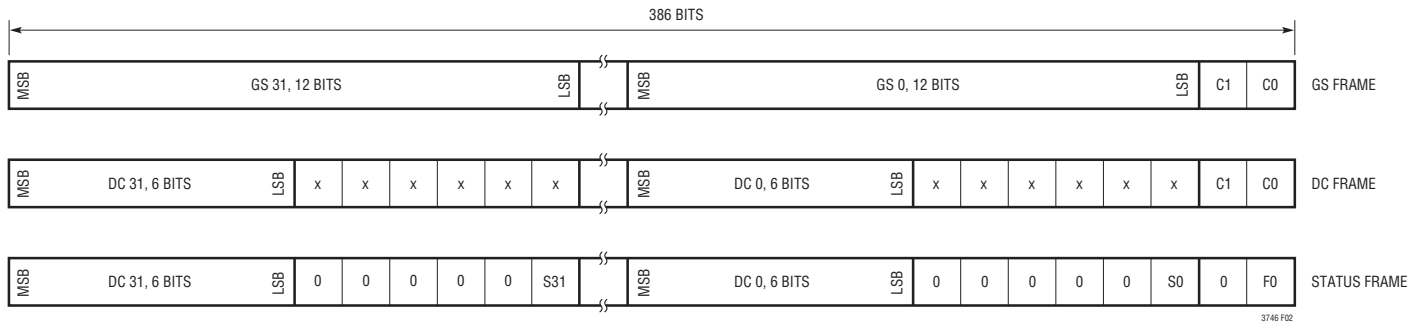 386 BITS
MSB GS 31, 12 BITS LSB MSB GS 0, 12 BITS LSB C1 C0 GS FRAME
MSB DC 31, 6 BITS LSB x x x x x x MSB DC 0, 6 BITS LSB x x x x x x C1 C0 DC FRAME
MSB DC 31, 6 BITS LSB 0 0 0 0 0 S31 MSB DC 0, 6 BITS LSB 0 0 0 0 0 S0 0 F0 STATUS FRAME
3746 F02